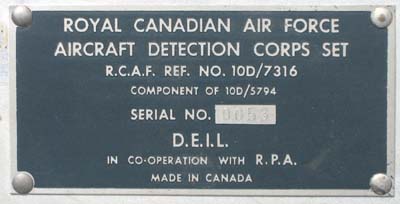 ROYAL CANADIAN AIR FORCE
AIRCRAFT DETECTION CORPS SET
R.C.A.F. REF. NO. 10D/7316
COMPONENT OF 10D/5794
SERIAL NO. 0053
D.E.I.L.
IN CO-OPERATION WITH R.P.A.
MADE IN CANADA